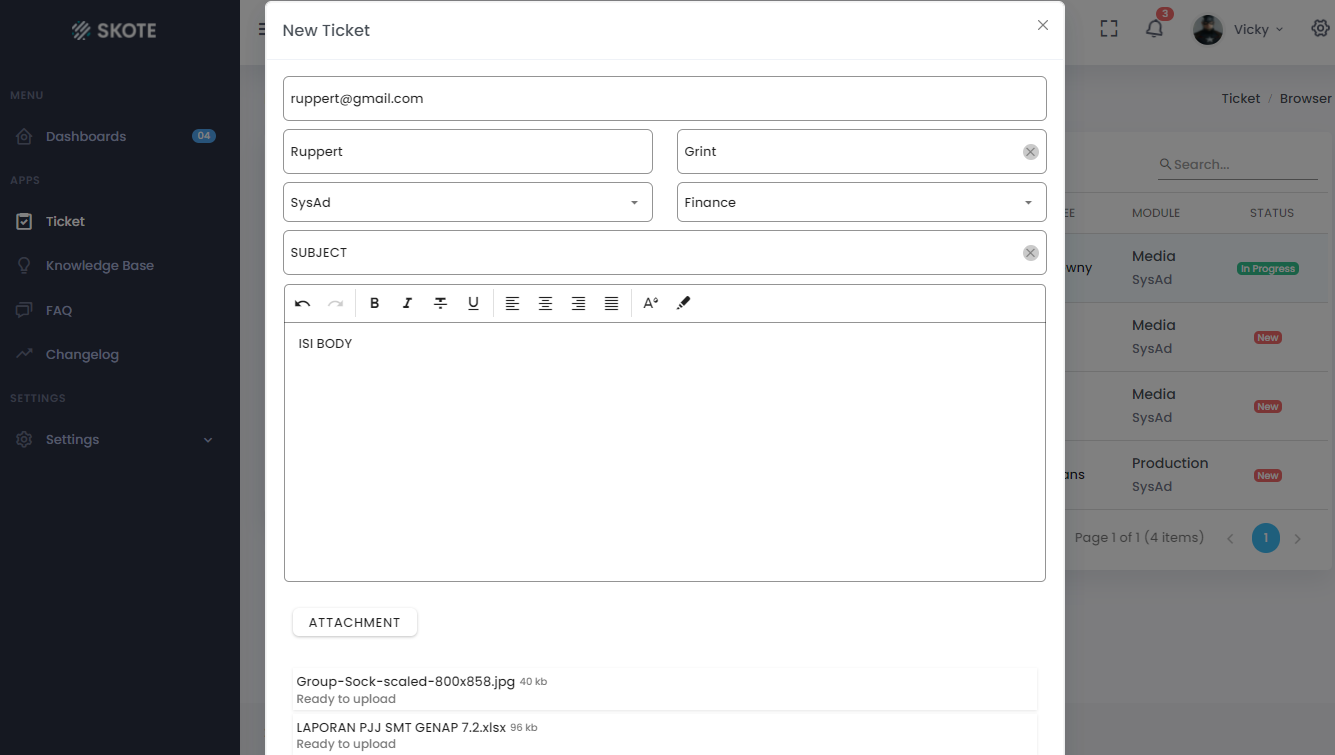 SKOTE
New Ticket
3
Vicky
MENU
Dashboards 04
APPS
Ticket
Knowledge Base
FAQ
Changelog
SETTINGS
Settings
ruppert@gmail.com
Ruppert Grint
SysAd Finance
SUBJECT
B I T U A
ISI BODY
ATTACHMENT
Group-Sock-scaled-800x858.jpg 40 kb
Ready to upload
LAPORAN PJJ SMT GENAP 7.2.xlsx 96 kb
Ready to upload
Ticket / Browser
Search...
EE MODULE STATUS
wny Media In Progress
SysAd
Media New
SysAd
Media New
SysAd
ans Production New
SysAd
Page 1 of 1 (4 items) 1